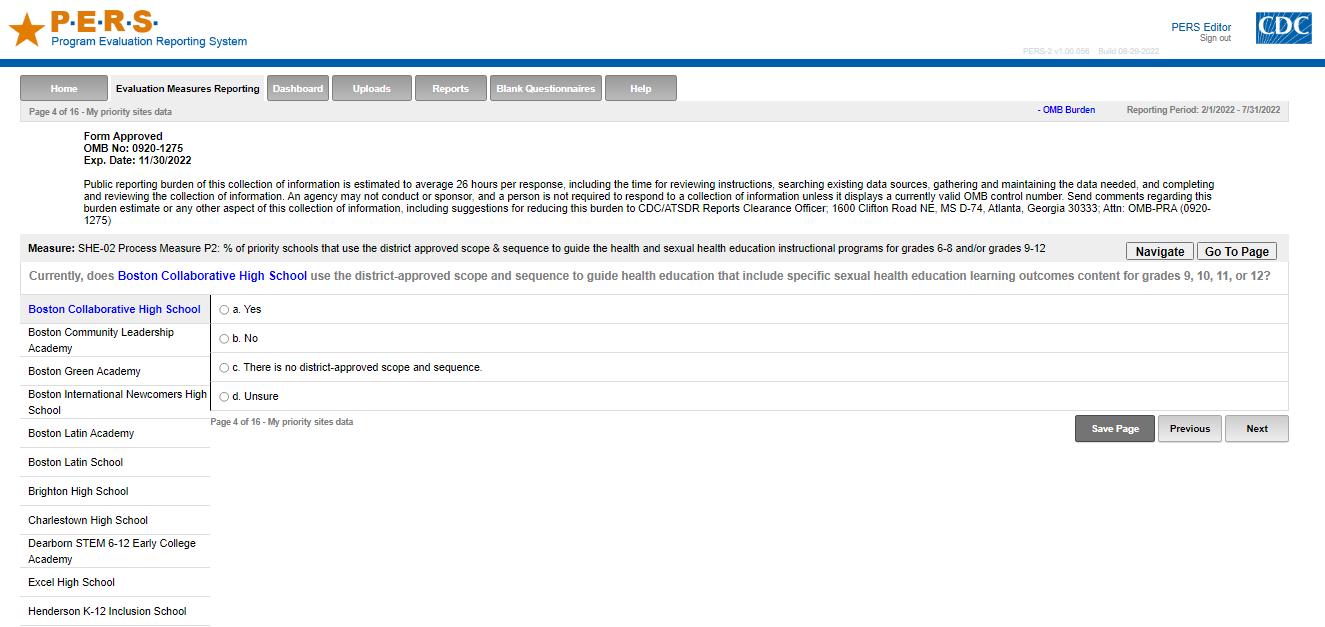 P·E·R·S·
Program Evaluation Reporting System
PERS Editor
Sign out
CDC
PERS-2 v1.00.056 Build 08-29-2022
Home
Evaluation Measures Reporting
Dashboard
Uploads
Reports
Blank Questionnaires
Help
Page 4 of 16 - My priority sites data
- OMB Burden
Reporting Period: 2/1/2022 - 7/31/2022
Form Approved
OMB No: 0920-1275
Exp. Date: 11/30/2022
Public reporting burden of this collection of information is estimated to average 26 hours per response, including the time for reviewing instructions, searching existing data sources, gathering and maintaining the data needed, and completing
and reviewing the collection of information. An agency may not conduct or sponsor, and a person is not required to respond to a collection of information unless it displays a currently valid OMB control number. Send comments regarding this
burden estimate or any other aspect of this collection of information, including suggestions for reducing this burden to CDC/ATSDR Reports Clearance Officer; 1600 Clifton Road NE, MS D-74, Atlanta, Georgia 30333; Attn: OMB-PRA (0920-
1275)
Measure: SHE-02 Process Measure P2: % of priority schools that use the district approved scope & sequence to guide the health and sexual health education instructional programs for grades 6-8 and/or grades 9-12
Navigate
Go To Page
Currently, does Boston Collaborative High School use the district-approved scope and sequence to guide health education that include specific sexual health education learning outcomes content for grades 9, 10, 11, or 12?
Boston Collaborative High School
Boston Community Leadership
Academy
Boston Green Academy
Boston International Newcomers High
School
Boston Latin Academy
Boston Latin School
Brighton High School
Charlestown High School
Dearborn STEM 6-12 Early College
Academy
Excel High School
Henderson K-12 Inclusion School
a. Yes
b. No
c. There is no district-approved scope and sequence.
d. Unsure
Page 4 of 16 - My priority sites data
Save Page
Previous
Next